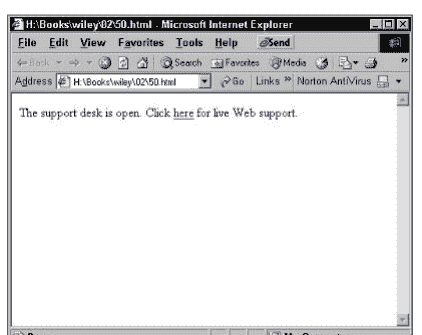 H:\Books\wiley\02\50.html - Microsoft Internet Explorer
File Edit View Favorites Tools Help Send
Back Search Favorites Media »
Address H:\Books\wiley\02\50.html Go Links » Norton AntiVirus
The support desk is open. Click here for live Web support.